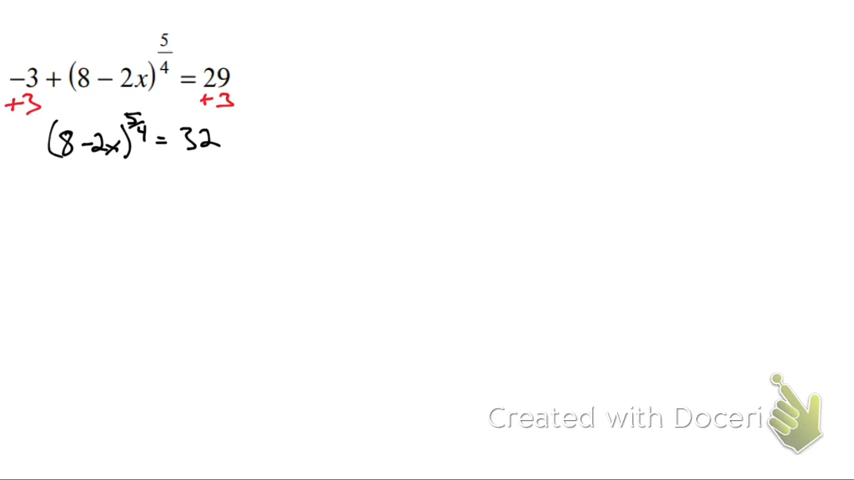 −3 + (8 − 2x)^(5/4) = 29
+3 +3
(8 − 2x)^(5/4) = 32
Created with Doceri